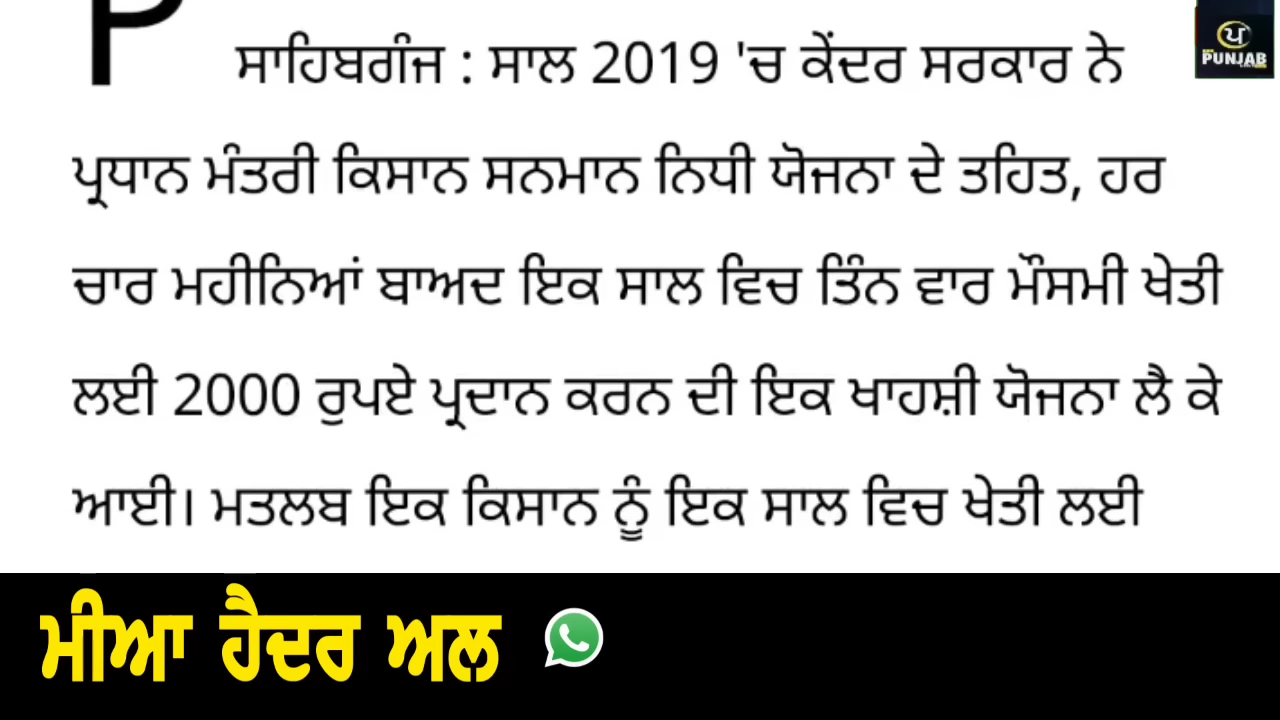 P
ਪ
PUNJAB
ਸਾਹਿਬਗੰਜ : ਸਾਲ 2019 'ਚ ਕੇਂਦਰ ਸਰਕਾਰ ਨੇ
ਪ੍ਰਧਾਨ ਮੰਤਰੀ ਕਿਸਾਨ ਸਨਮਾਨ ਨਿਧੀ ਯੋਜਨਾ ਦੇ ਤਹਿਤ, ਹਰ
ਚਾਰ ਮਹੀਨਿਆਂ ਬਾਅਦ ਇਕ ਸਾਲ ਵਿਚ ਤਿੰਨ ਵਾਰ ਮੌਸਮੀ ਖੇਤੀ
ਲਈ 2000 ਰੁਪਏ ਪ੍ਰਦਾਨ ਕਰਨ ਦੀ ਇਕ ਖਾਹਸ਼ੀ ਯੋਜਨਾ ਲੈ ਕੇ
ਆਈ। ਮਤਲਬ ਇਕ ਕਿਸਾਨ ਨੂੰ ਇਕ ਸਾਲ ਵਿਚ ਖੇਤੀ ਲਈ
ਮੀਆ ਹੈਦਰ ਅਲ